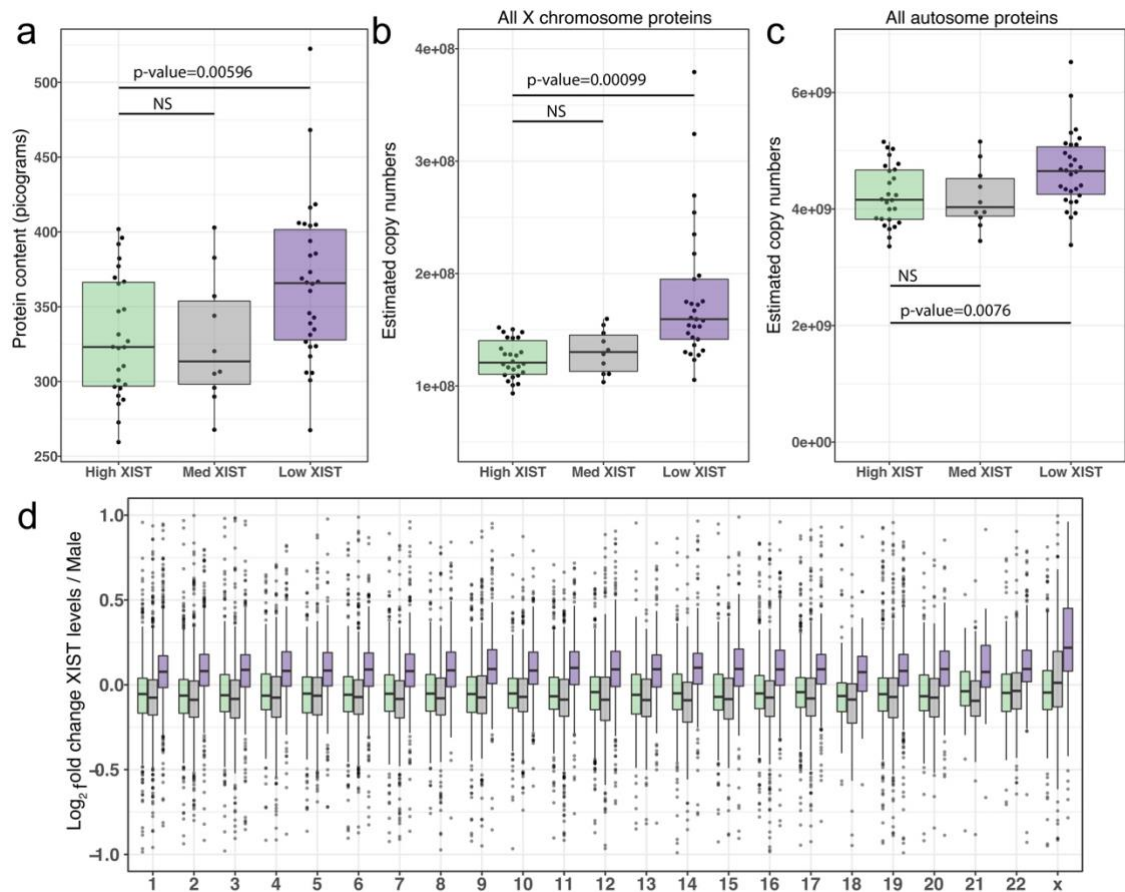 a
Protein content (picograms)
500
450
400
350
300
250
p-value=0.00596
NS
High XIST Med XIST Low XIST
b
All X chromosome proteins
Estimated copy numbers
4e+08
3e+08
2e+08
1e+08
p-value=0.00099
NS
High XIST Med XIST Low XIST
c
All autosome proteins
Estimated copy numbers
6e+09
4e+09
2e+09
0e+00
NS
p-value=0.0076
High XIST Med XIST Low XIST
d
Log₂ fold change XIST levels / Male
1.0
0.5
0.0
−0.5
−1.0
1 2 3 4 5 6 7 8 9 10 11 12 13 14 15 16 17 18 19 20 21 22 x